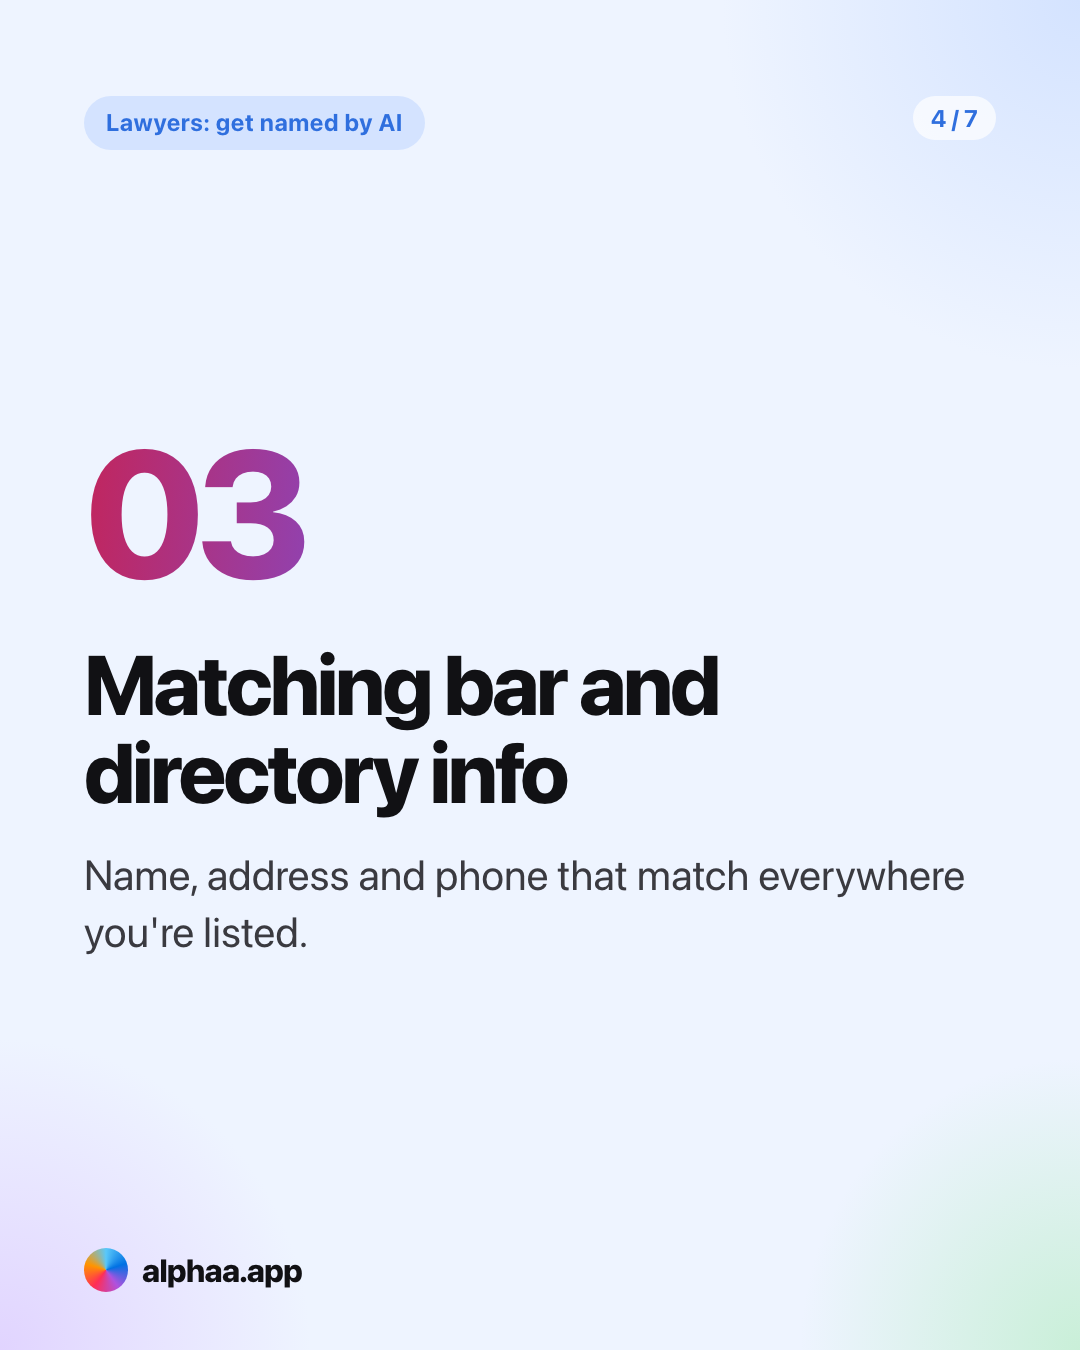 Lawyers: get named by AI
4 / 7
03
Matching bar and
directory info
Name, address and phone that match everywhere
you're listed.
alphaa.app